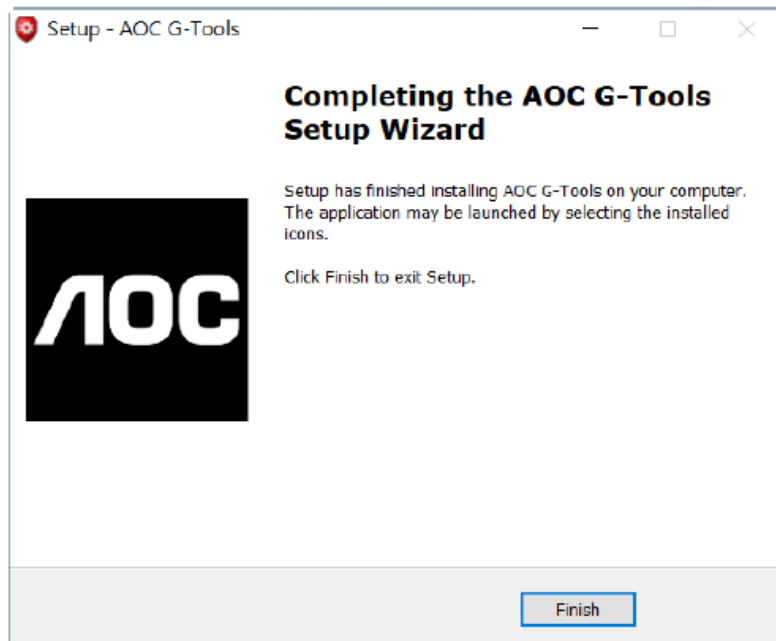 Setup - AOC G-Tools
Completing the AOC G-Tools
Setup Wizard
Setup has finished installing AOC G-Tools on your computer.
The application may be launched by selecting the installed
icons.
Click Finish to exit Setup.
AOC
Finish